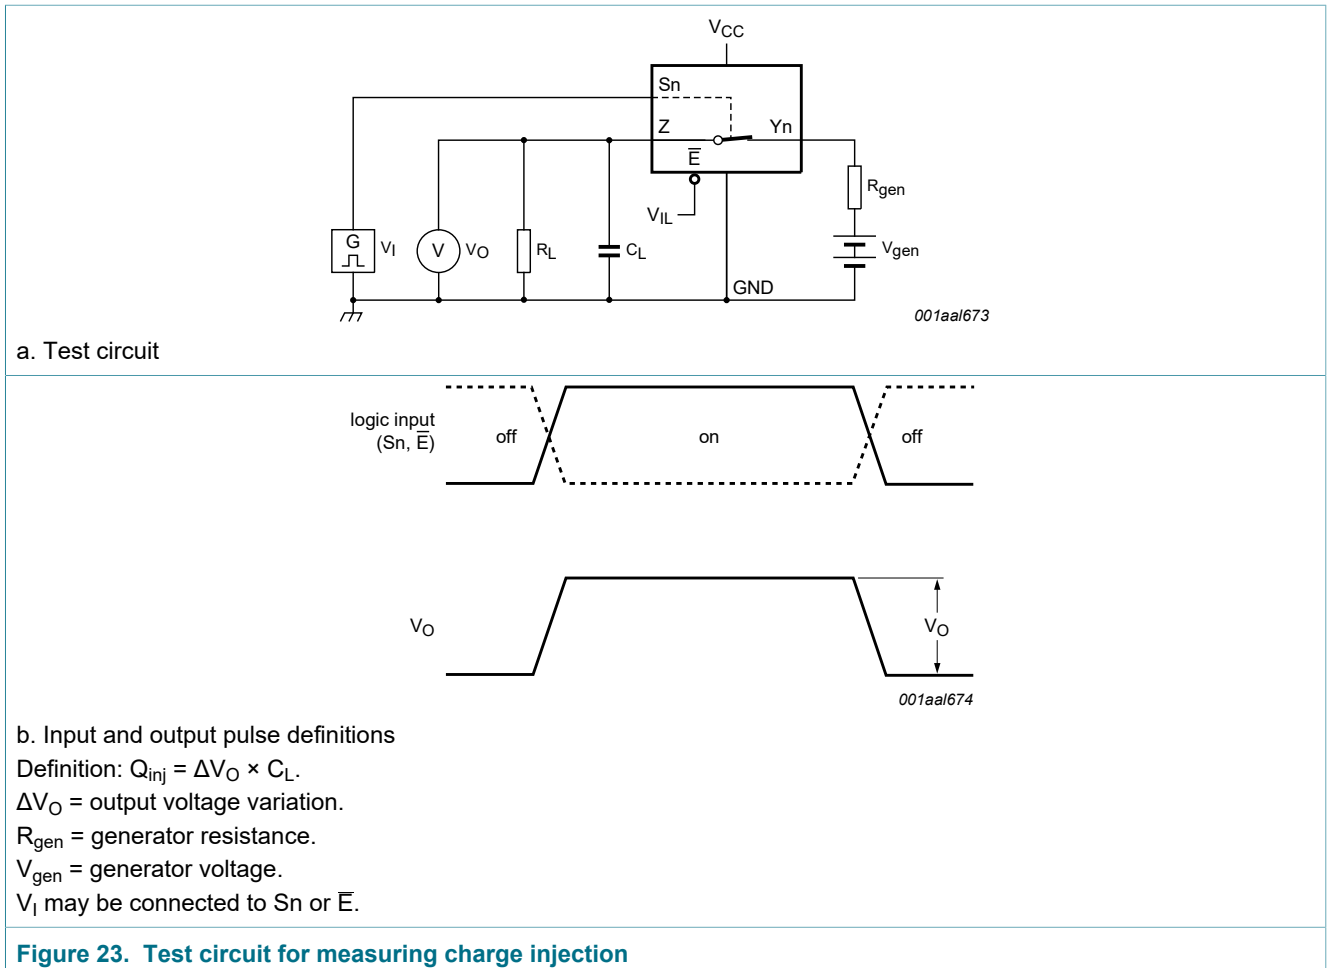 VCC
Sn
Z
Yn
E̅
Rgen
VIL
G
VI
V
VO
RL
CL
Vgen
GND
001aal673
a. Test circuit
logic input
(Sn, E̅)
off
on
off
VO
VO
001aal674
b. Input and output pulse definitions
Definition: Qinj = ΔVO × CL.
ΔVO = output voltage variation.
Rgen = generator resistance.
Vgen = generator voltage.
VI may be connected to Sn or E̅.
Figure 23. Test circuit for measuring charge injection